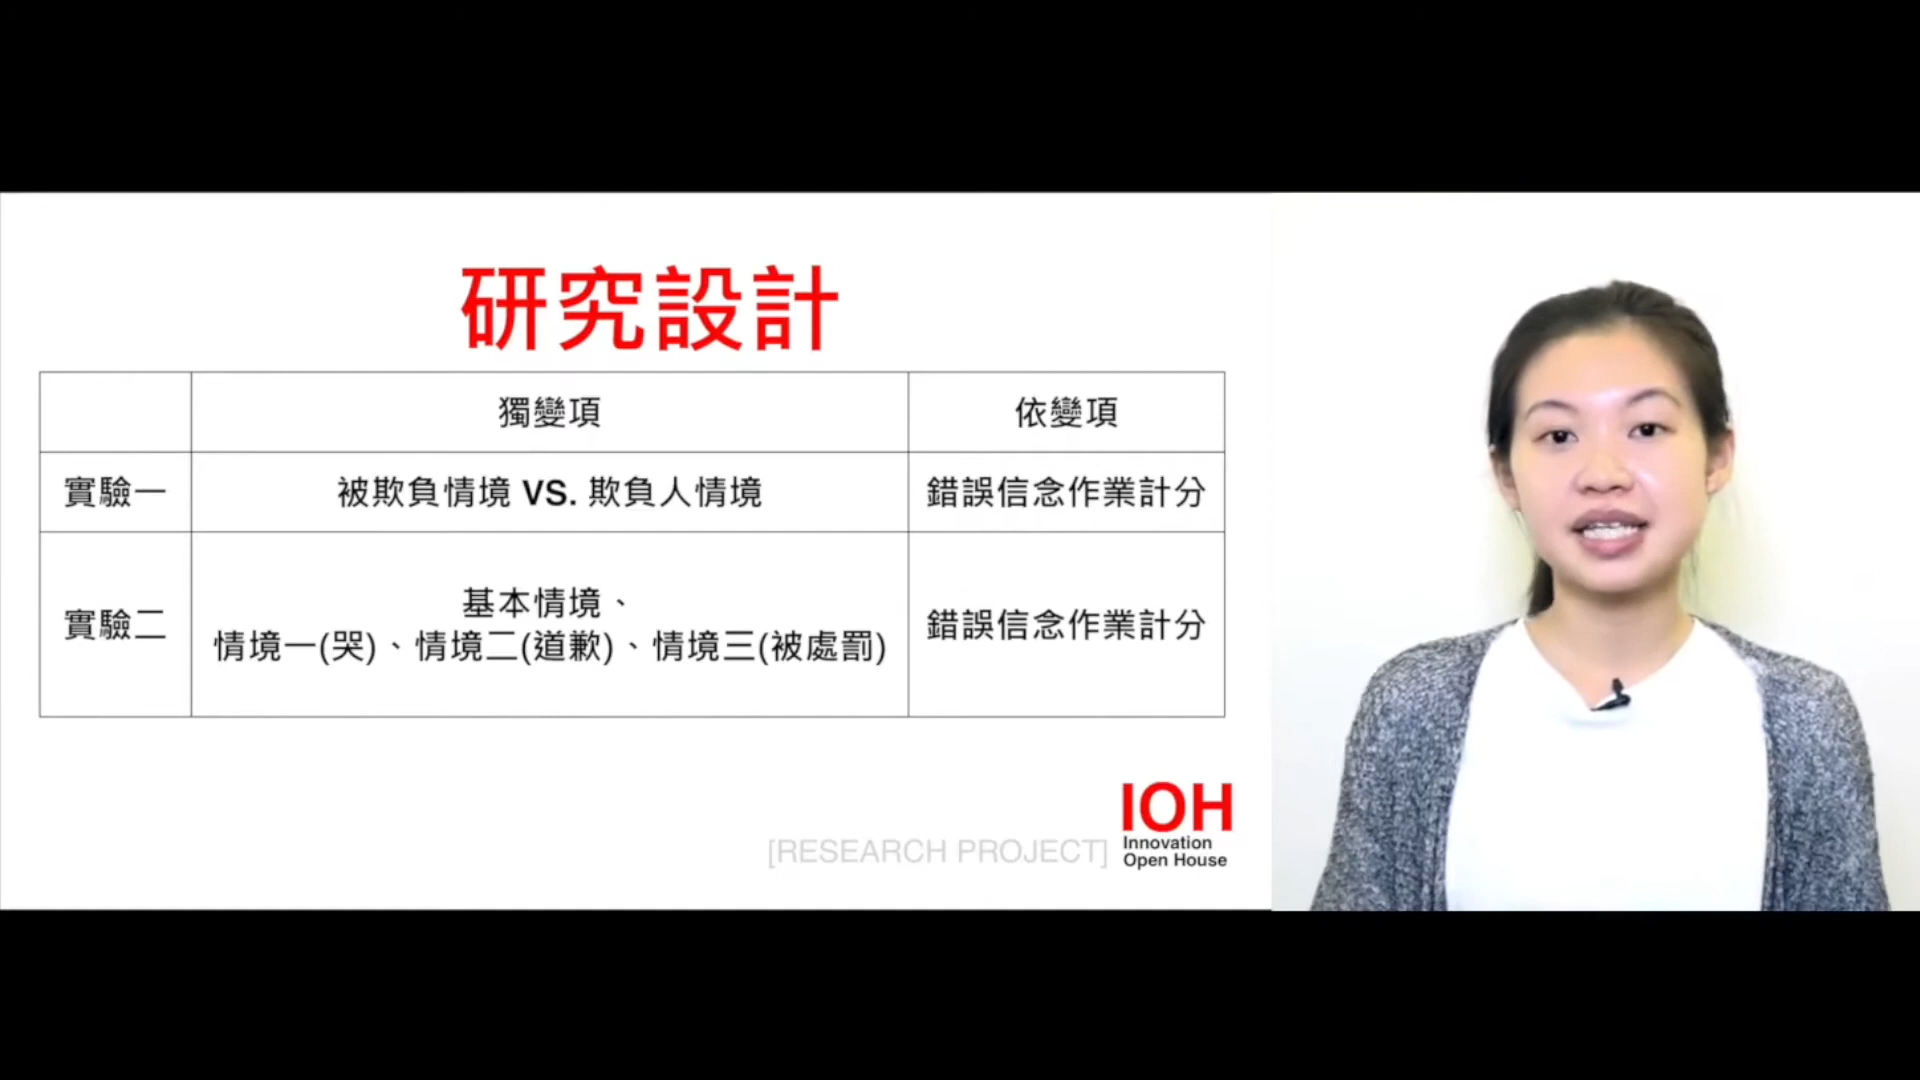 研究設計
獨變項
依變項
實驗一
被欺負情境 VS. 欺負人情境
錯誤信念作業計分
實驗二
基本情境、
情境一(哭)、情境二(道歉)、情境三(被處罰)
錯誤信念作業計分
[RESEARCH PROJECT]
IOH
Innovation
Open House